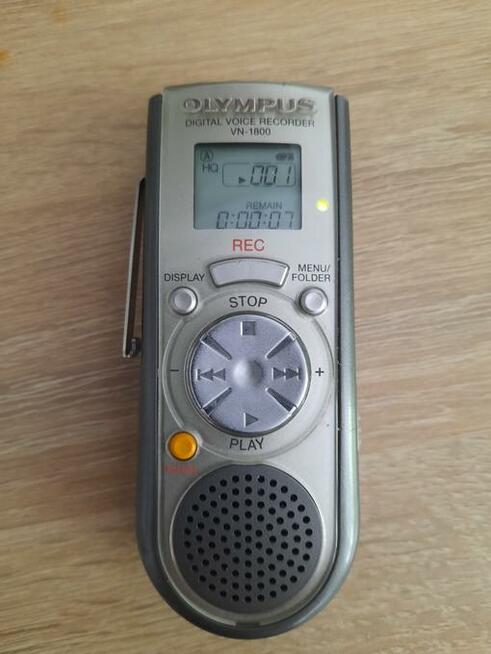 OLYMPUS
DIGITAL VOICE RECORDER
VN-1800
A
HQ
001
REMAIN
0:00:07
REC
DISPLAY
MENU/
FOLDER
STOP
- +
PLAY